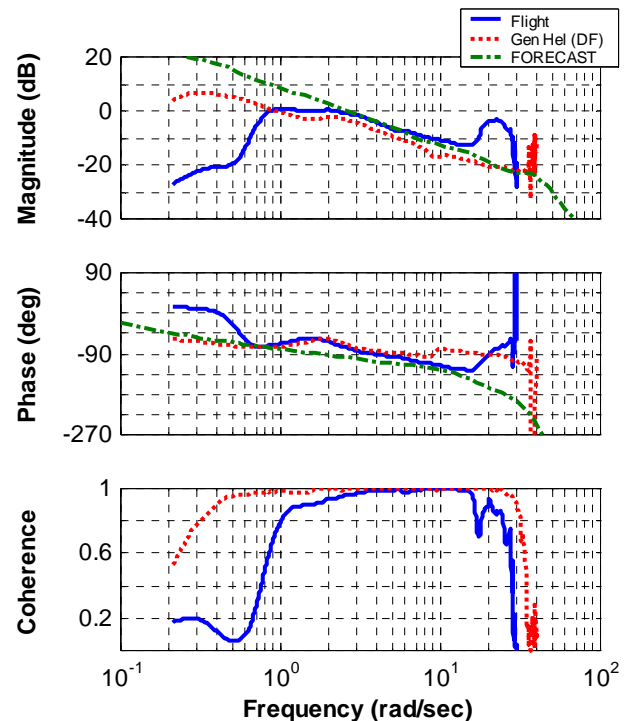 Flight
Gen Hel (DF)
FORECAST
Magnitude (dB)
20
0
-20
-40
Phase (deg)
90
-90
-270
Coherence
1
0.6
0.2
10^-1
10^0
10^1
10^2
Frequency (rad/sec)